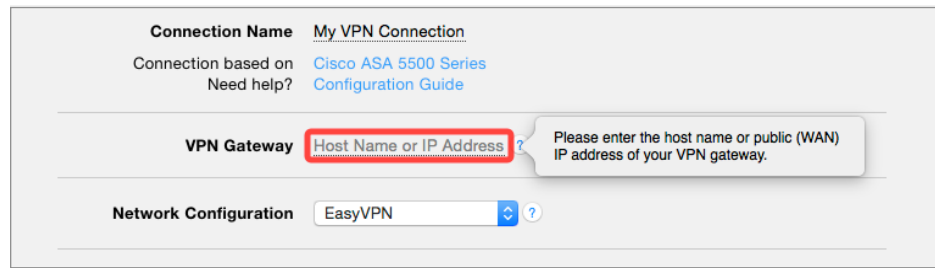 Connection Name My VPN Connection
Connection based on Cisco ASA 5500 Series
Need help? Configuration Guide
VPN Gateway Host Name or IP Address ?
Please enter the host name or public (WAN)
IP address of your VPN gateway.
Network Configuration EasyVPN ?